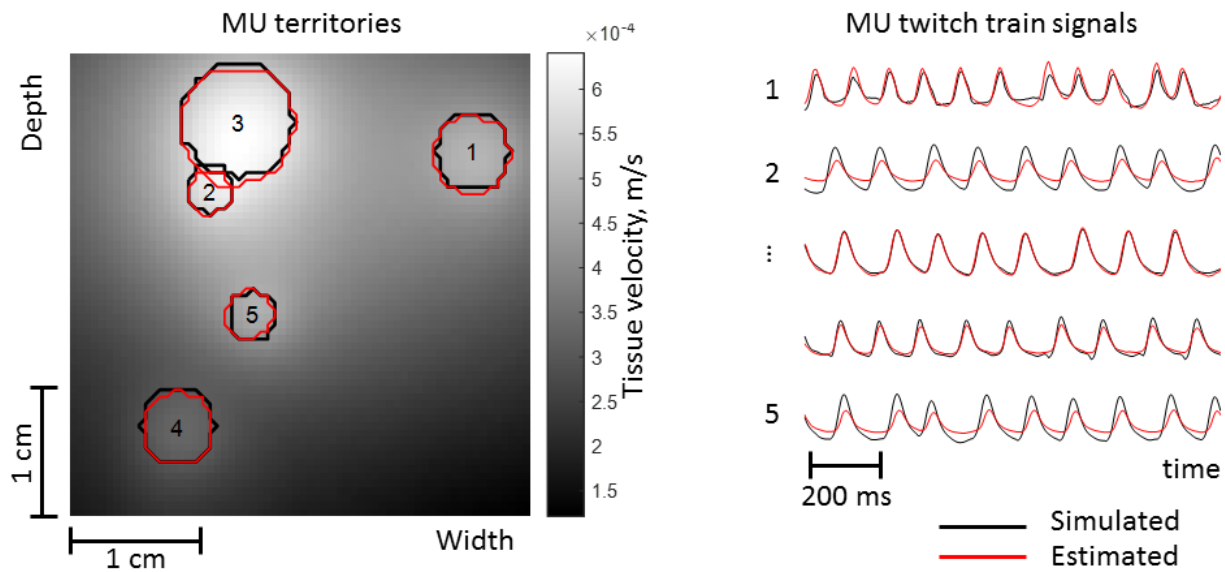 MU territories
Depth
3
1
2
5
4
1 cm
1 cm
Width
×10⁻⁴
6
5.5
5
4.5
4
3.5
3
2.5
2
1.5
Tissue velocity, m/s
MU twitch train signals
1
2
⋮
5
200 ms
time
Simulated
Estimated